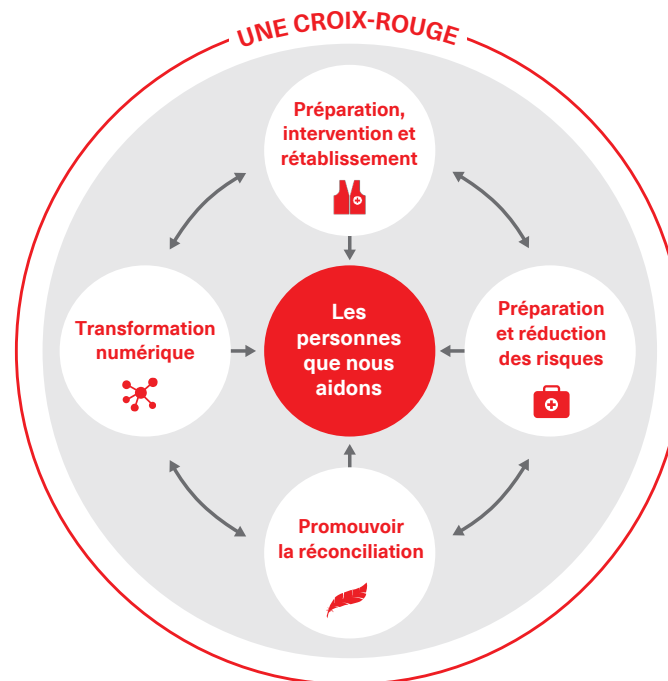 UNE CROIX-ROUGE
Préparation,
intervention et
rétablissement
Transformation
numérique
Les
personnes
que nous
aidons
Préparation
et réduction
des risques
Promouvoir
la réconciliation